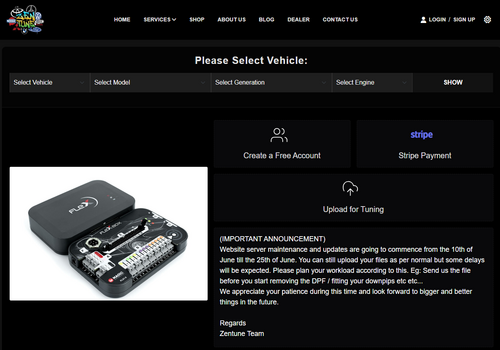 ZEN
TUNE
HOME
SERVICES
SHOP
ABOUT US
BLOG
DEALER
CONTACT US
LOGIN / SIGN UP
Please Select Vehicle:
Select Vehicle
Select Model
Select Generation
Select Engine
SHOW
Create a Free Account
stripe
Stripe Payment
Upload for Tuning
FLEX
(IMPORTANT ANNOUNCEMENT)
Website server maintenance and updates are going to commence from the 10th of
June till the 25th of June. You can still upload your files as per normal but some delays
will be expected. Please plan your workload according to this. Eg: Send us the file
before you start removing the DPF / fitting your downpips etc etc...
We appreciate your patience during this time and look forward to bigger and better
things in the future.
Regards
Zentune Team